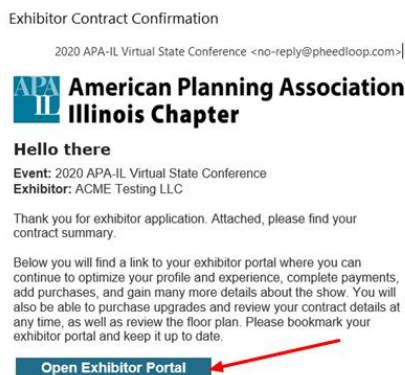 Exhibitor Contract Confirmation
2020 APA-IL Virtual State Conference <no-reply@pheedloop.com>
APA IL American Planning Association
Illinois Chapter
Hello there
Event: 2020 APA-IL Virtual State Conference
Exhibitor: ACME Testing LLC
Thank you for exhibitor application. Attached, please find your
contract summary.
Below you will find a link to your exhibitor portal where you can
continue to optimize your profile and experience, complete payments,
add purchases, and gain many more details about the show. You will
also be able to purchase upgrades and review your contract details at
any time, as well as review the floor plan. Please bookmark your
exhibitor portal and keep it up to date.
Open Exhibitor Portal